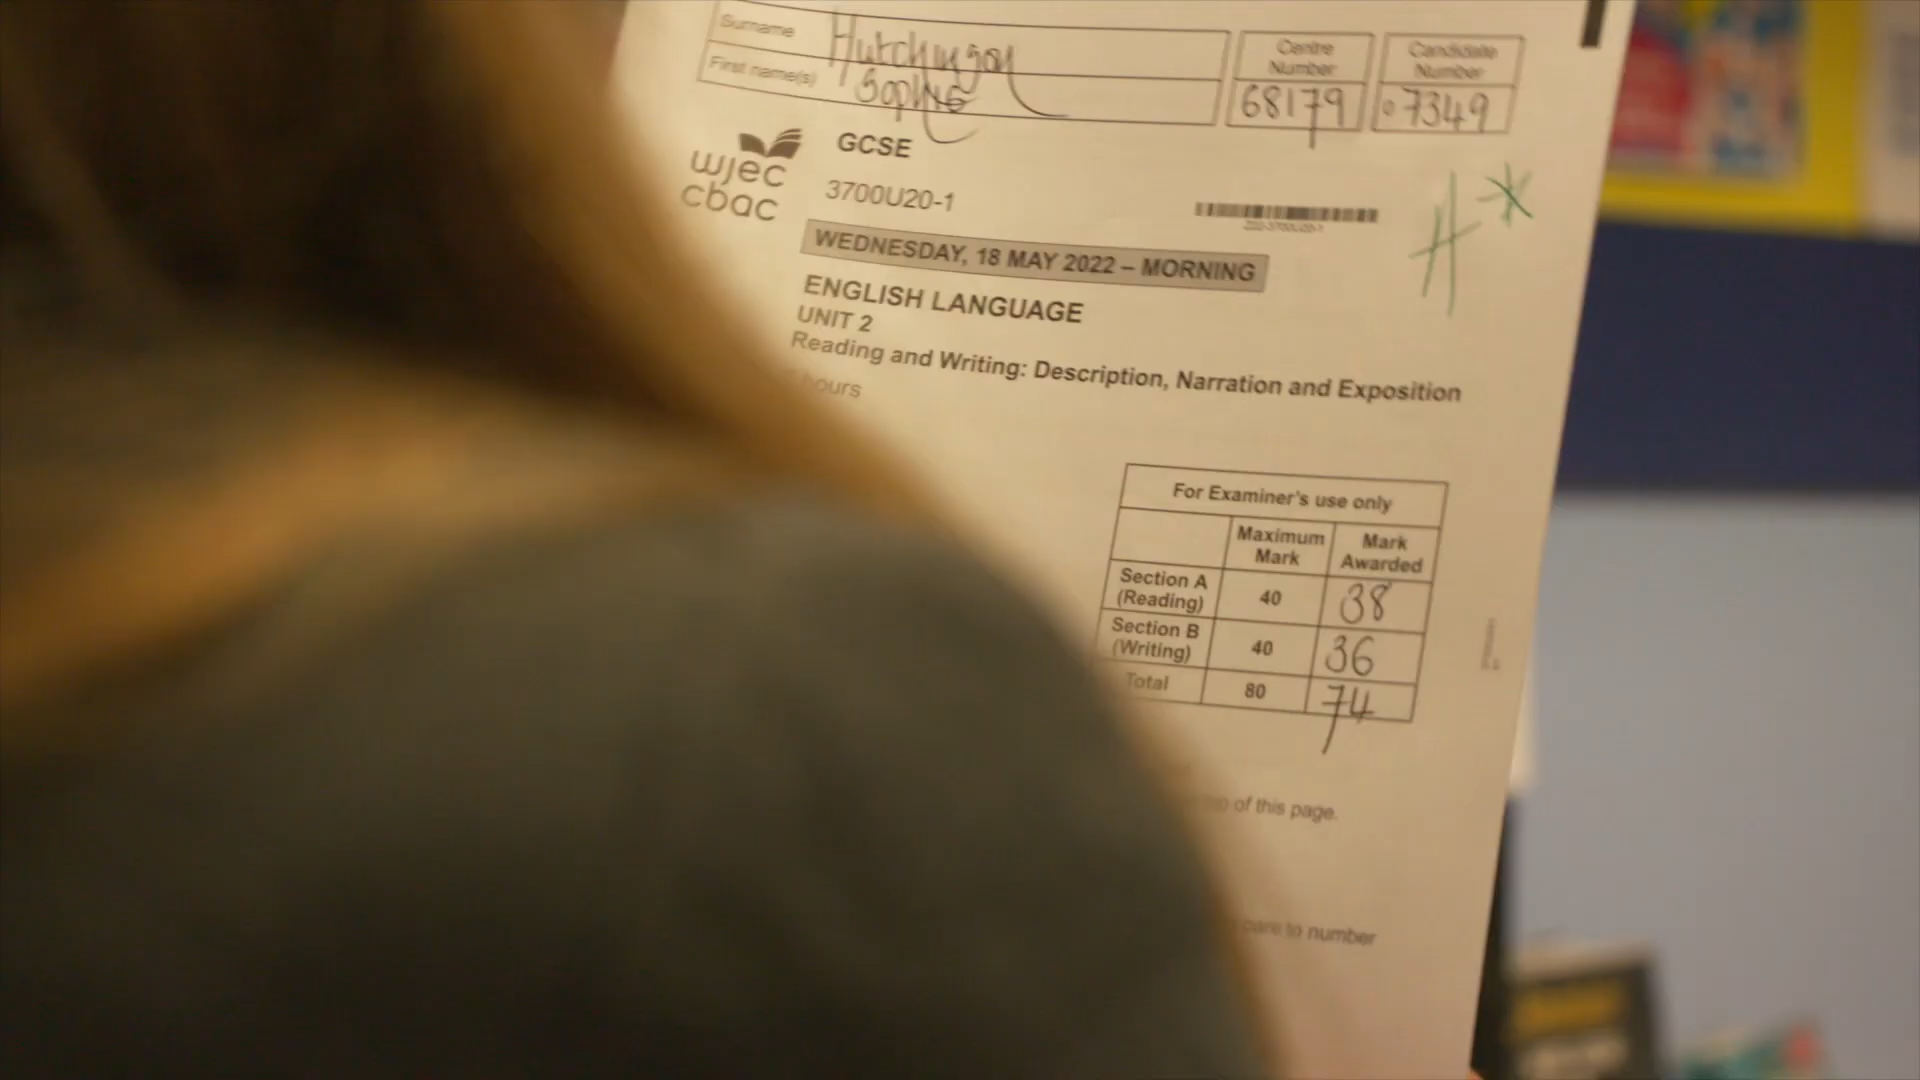 Surname Hutchinson
First name(s) Sophie
Centre Number
68179
Candidate Number
07349
wjec
cbac
GCSE
3700U20-1
A*
WEDNESDAY, 18 MAY 2022 – MORNING
ENGLISH LANGUAGE
UNIT 2
Reading and Writing: Description, Narration and Exposition
hours
For Examiner's use only
Maximum Mark
Mark Awarded
Section A (Reading) 40 38
Section B (Writing) 40 36
Total 80 74
of this page.
care to number